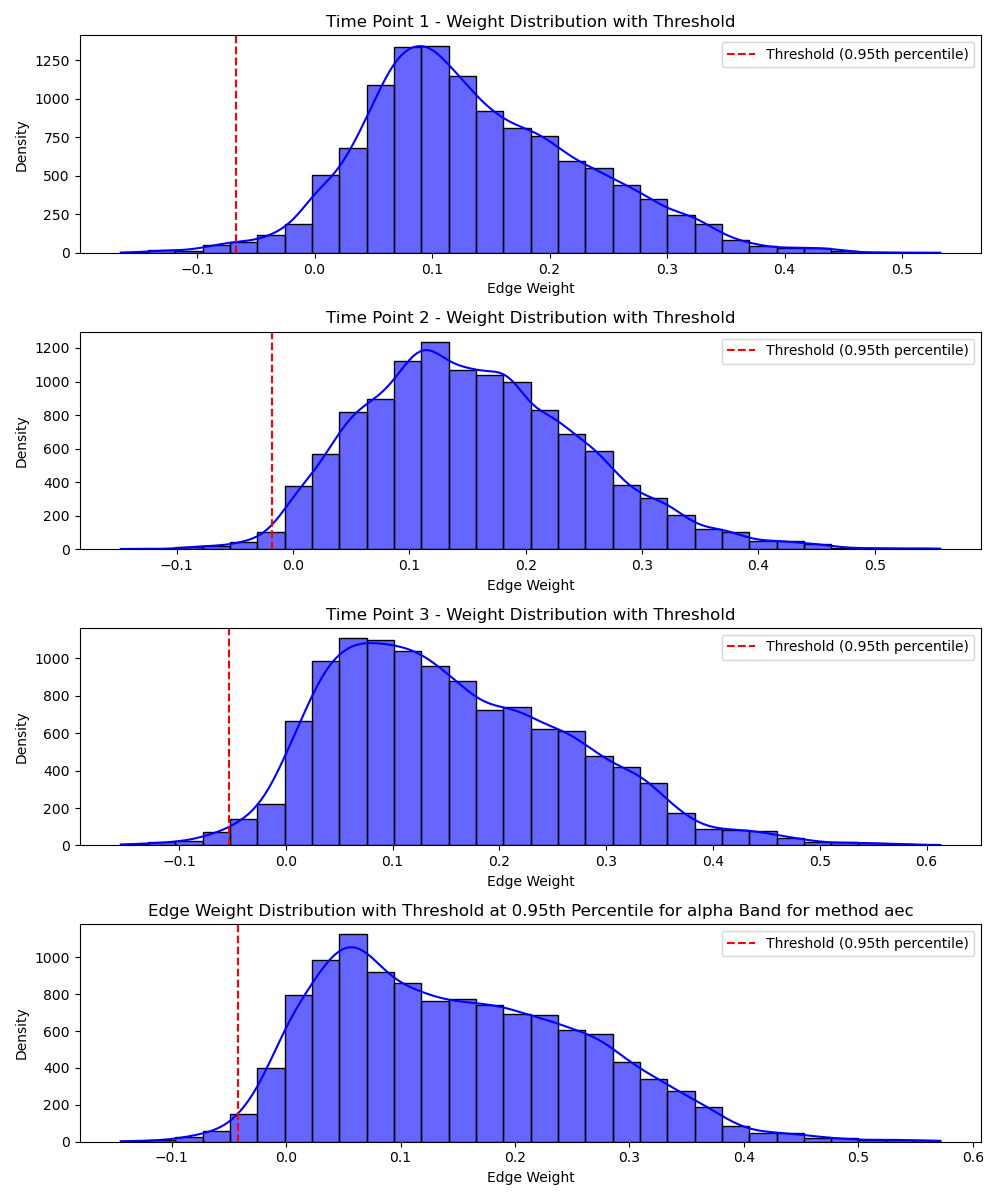 Time Point 1 - Weight Distribution with Threshold
Threshold (0.95th percentile)
Density
1250
1000
750
500
250
0
−0.1 0.0 0.1 0.2 0.3 0.4 0.5
Edge Weight
Time Point 2 - Weight Distribution with Threshold
Threshold (0.95th percentile)
Density
1200
1000
800
600
400
200
0
−0.1 0.0 0.1 0.2 0.3 0.4 0.5
Edge Weight
Time Point 3 - Weight Distribution with Threshold
Threshold (0.95th percentile)
Density
1000
800
600
400
200
0
−0.1 0.0 0.1 0.2 0.3 0.4 0.5 0.6
Edge Weight
Edge Weight Distribution with Threshold at 0.95th Percentile for alpha Band for method aec
Threshold (0.95th percentile)
Density
1000
800
600
400
200
0
−0.1 0.0 0.1 0.2 0.3 0.4 0.5 0.6
Edge Weight